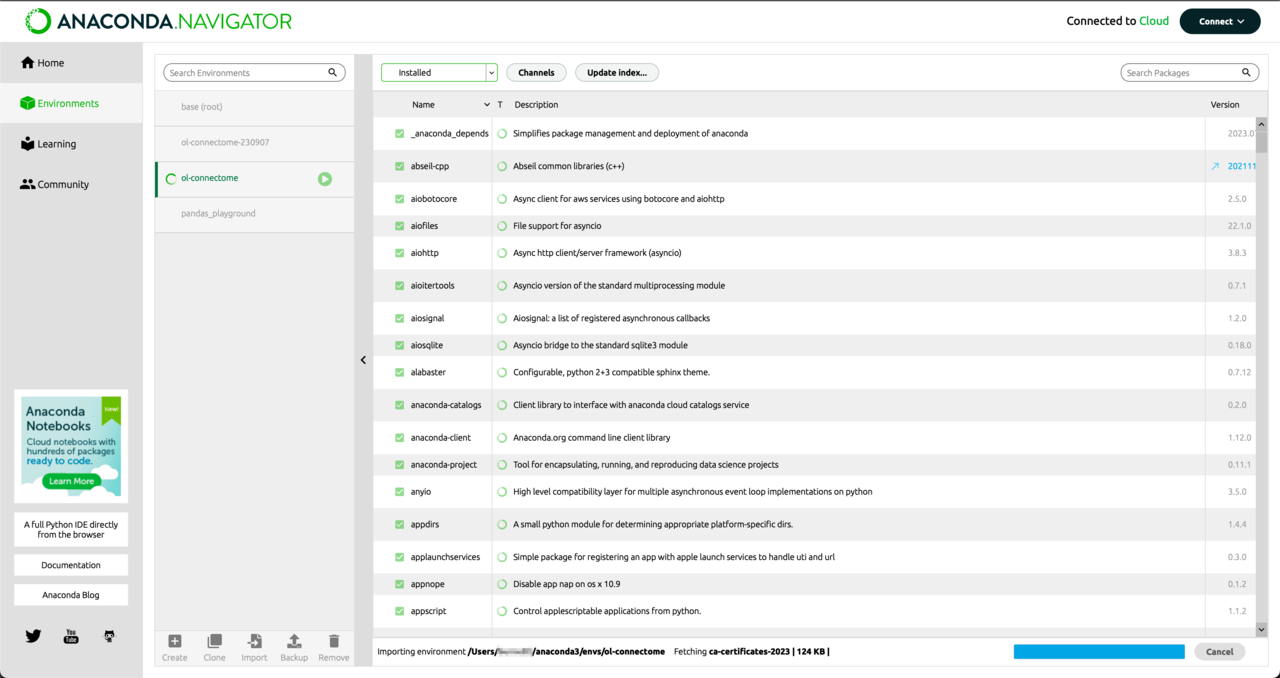 ANACONDA.NAVIGATOR
Connected to Cloud
Connect
Home
Environments
Learning
Community
Anaconda
Notebooks
New!
Cloud notebooks with
hundreds of packages
ready to code.
Learn More
A full Python IDE directly
from the browser
Documentation
Anaconda Blog
You
Tube
Search Environments
base (root)
ol-connectome-230907
ol-connectome
pandas_playground
Create
Clone
Import
Backup
Remove
Installed
Channels
Update index...
Search Packages
Name T Description Version
_anaconda_depends Simplifies package management and deployment of anaconda 2023.0
abseil-cpp Abseil common libraries (c++) 202111
aiobotocore Async client for aws services using botocore and aiohttp 2.5.0
aiofiles File support for asyncio 22.1.0
aiohttp Async http client/server framework (asyncio) 3.8.3
aioitertools Asyncio version of the standard multiprocessing module 0.7.1
aiosignal Aiosignal: a list of registered asynchronous callbacks 1.2.0
aiosqlite Asyncio bridge to the standard sqlite3 module 0.18.0
alabaster Configurable, python 2+3 compatible sphinx theme. 0.7.12
anaconda-catalogs Client library to interface with anaconda cloud catalogs service 0.2.0
anaconda-client Anaconda.org command line client library 1.12.0
anaconda-project Tool for encapsulating, running, and reproducing data science projects 0.11.1
anyio High level compatibility layer for multiple asynchronous event loop implementations on python 3.5.0
appdirs A small python module for determining appropriate platform-specific dirs. 1.4.4
applaunchservices Simple package for registering an app with apple launch services to handle uti and url 0.3.0
appnope Disable app nap on os x 10.9 0.1.2
appscript Control applescriptable applications from python. 1.1.2
Importing environment /Users/ /anaconda3/envs/ol-connectome Fetching ca-certificates-2023 | 124 KB |
Cancel